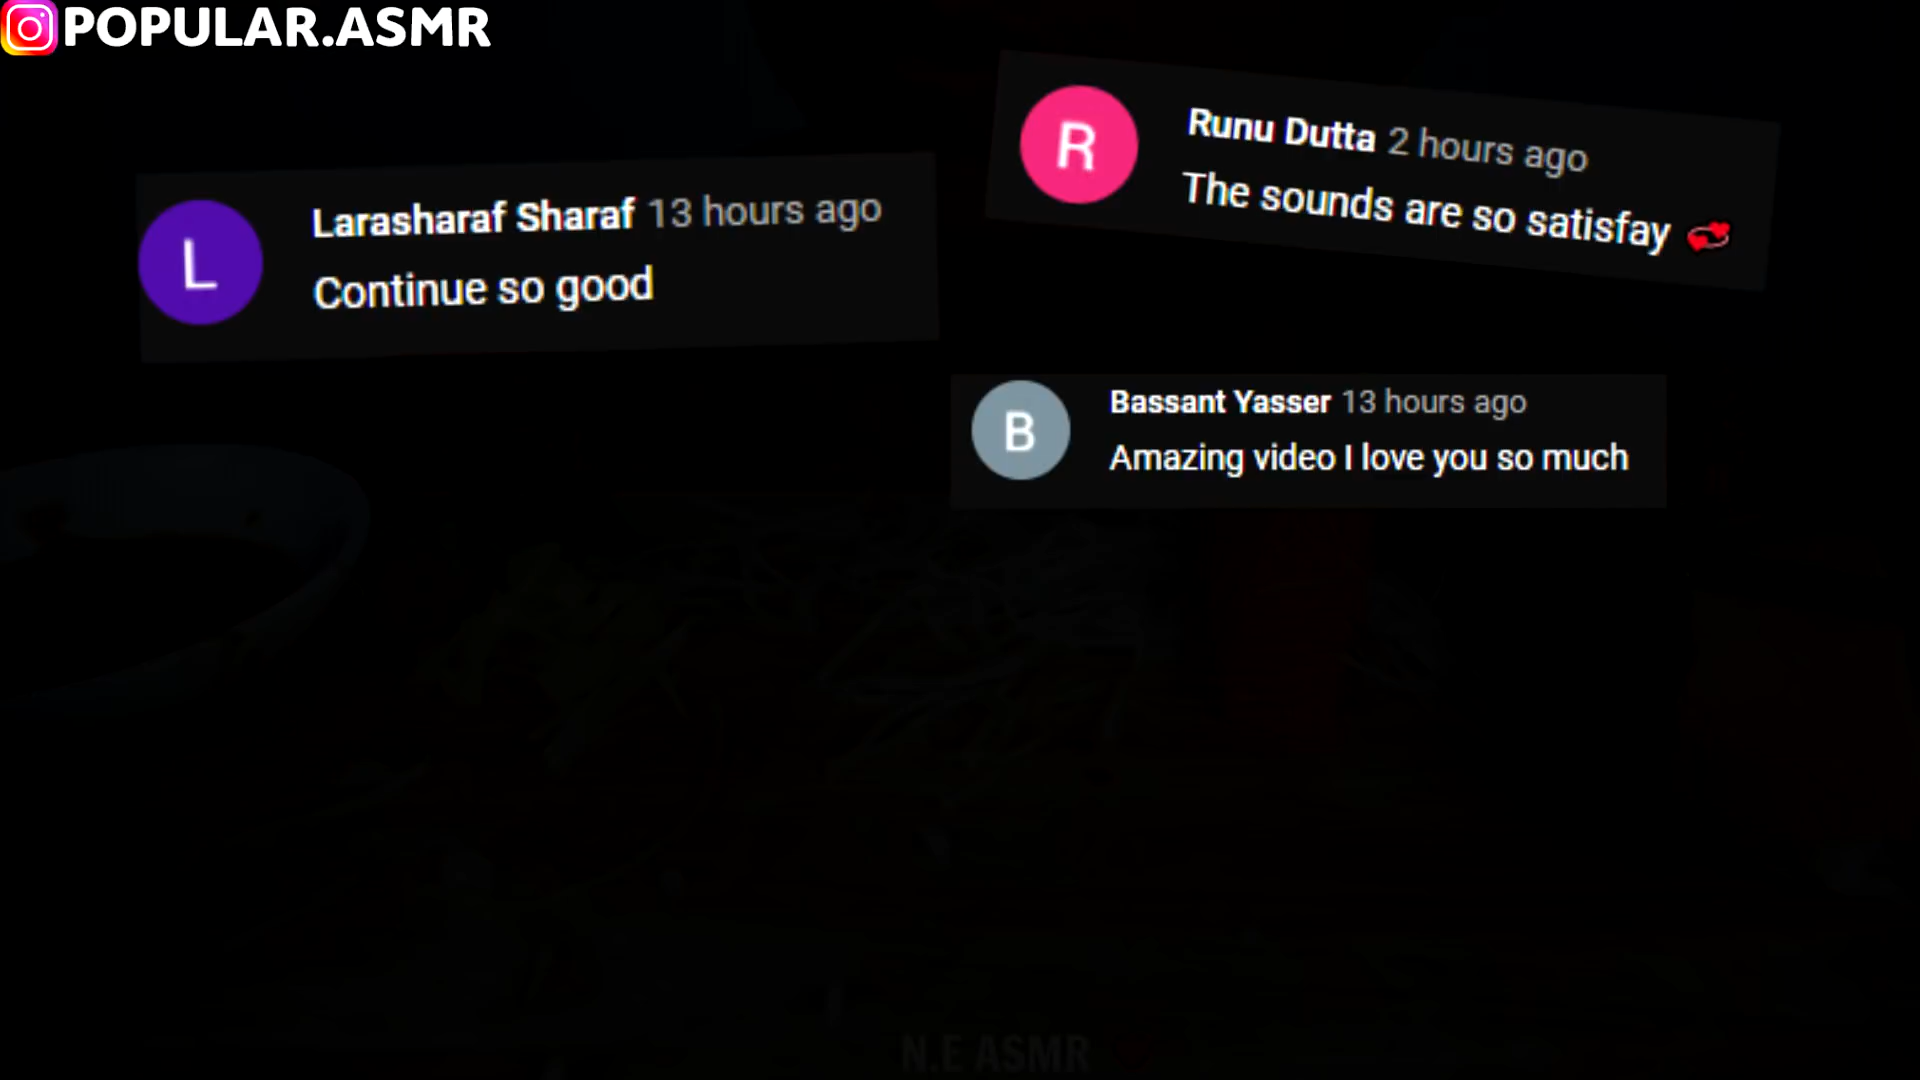 POPULAR.ASMR
Runu Dutta 2 hours ago
The sounds are so satisfay 💞
Larasharaf Sharaf 13 hours ago
Continue so good
Bassant Yasser 13 hours ago
Amazing video I love you so much
N.E ASMR